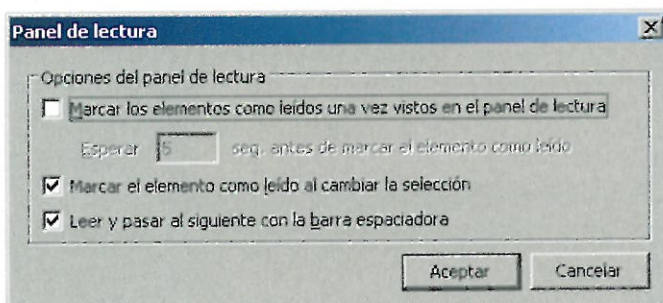 Panel de lectura
Opciones del panel de lectura
Marcar los elementos como leídos una vez vistos en el panel de lectura
Esperar 5 seg. antes de marcar el elemento como leído
Marcar el elemento como leído al cambiar la selección
Leer y pasar al siguiente con la barra espaciadora
Aceptar Cancelar